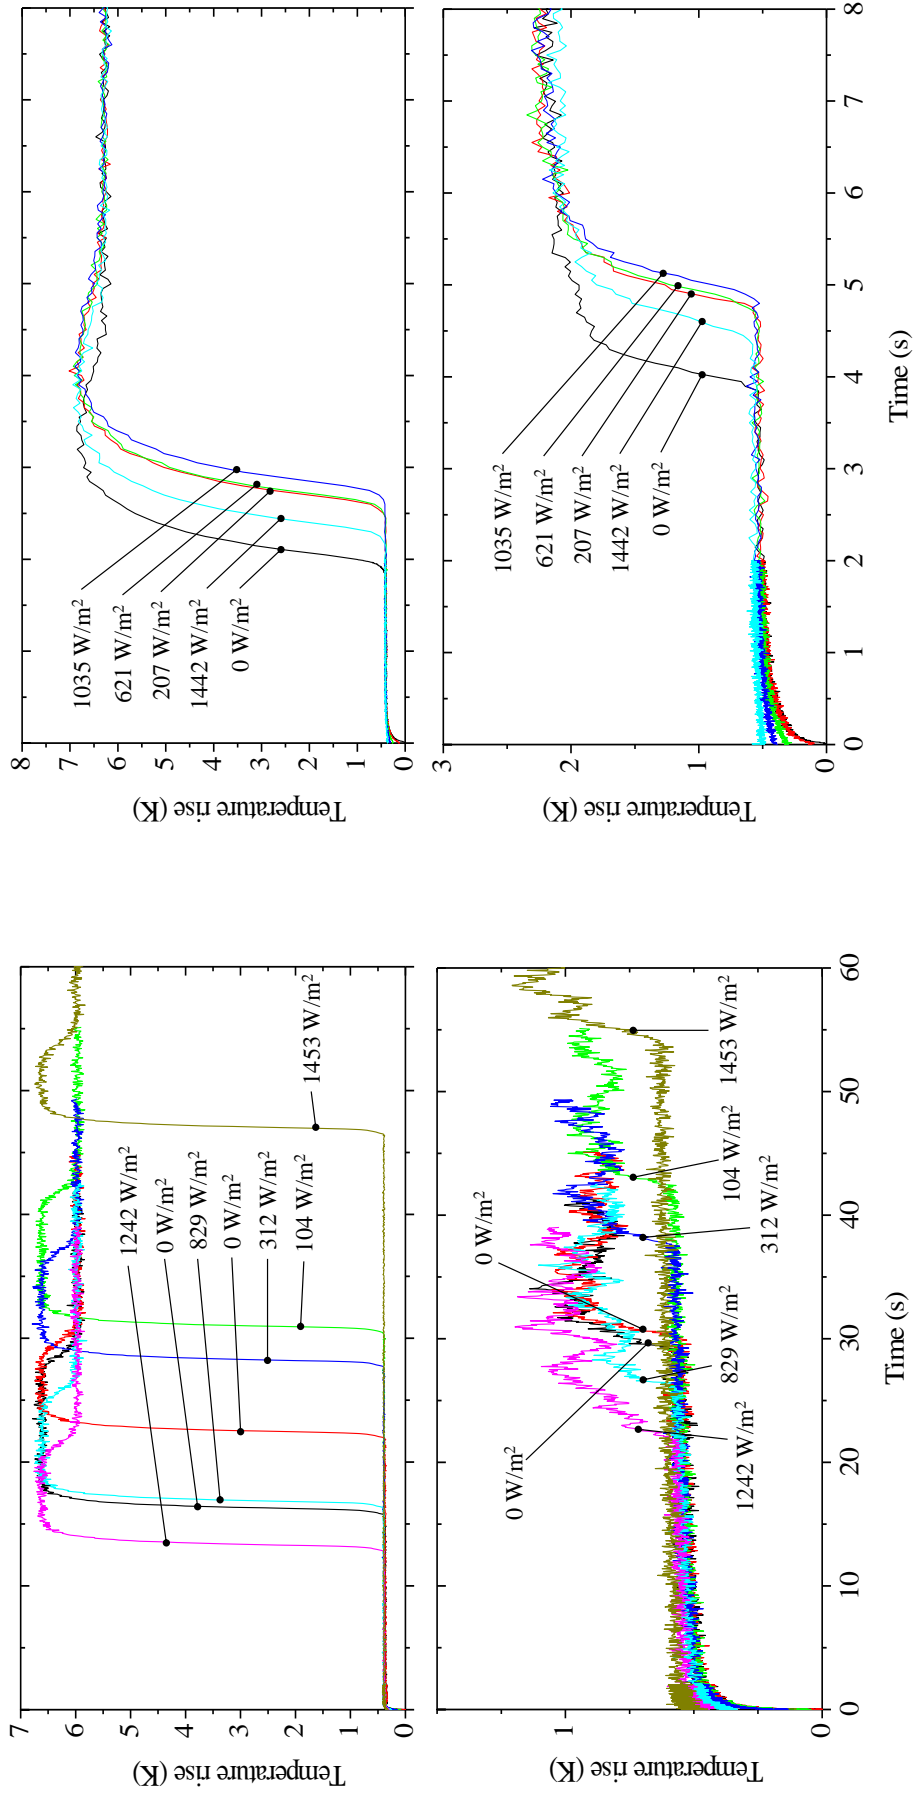 7
6
5
4
3
2
1
0
Temperature rise (K)
1242 W/m²
0 W/m²
829 W/m²
0 W/m²
312 W/m²
104 W/m²
1453 W/m²
1
0
Temperature rise (K)
0 W/m²
0 W/m²
1242 W/m²
829 W/m²
312 W/m²
104 W/m²
1453 W/m²
0 10 20 30 40 50 60
Time (s)
8
7
6
5
4
3
2
1
0
Temperature rise (K)
1035 W/m²
621 W/m²
207 W/m²
1442 W/m²
0 W/m²
3
2
1
0
Temperature rise (K)
1035 W/m²
621 W/m²
207 W/m²
1442 W/m²
0 W/m²
0 1 2 3 4 5 6 7 8
Time (s)